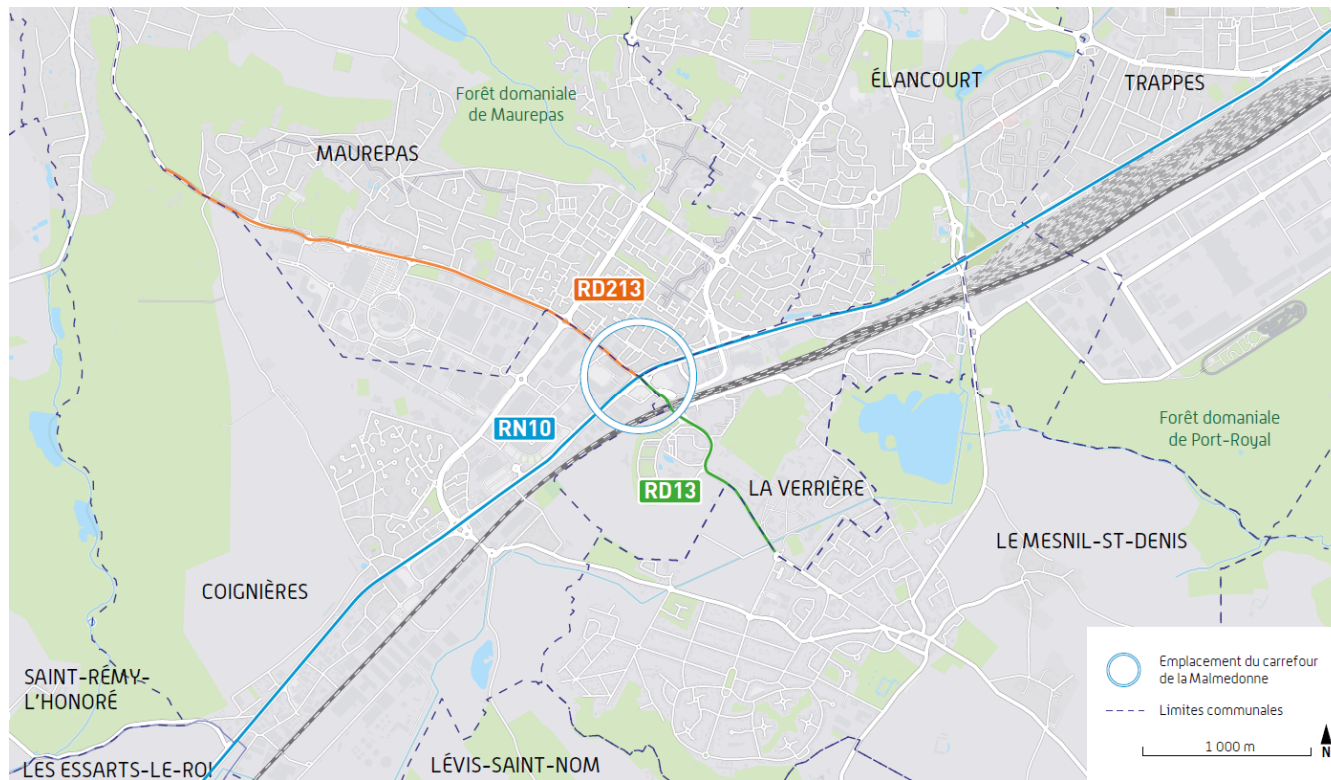 ÉLANCOURT
TRAPPES
Forêt domaniale
de Maurepas
MAUREPAS
RD213
RN10
Forêt domaniale
de Port-Royal
RD13
LA VERRIÈRE
LE MESNIL-ST-DENIS
COIGNIÈRES
SAINT-RÉMY-
L'HONORÉ
LES ESSARTS-LE-ROI
LÉVIS-SAINT-NOM
Emplacement du carrefour
de la Malmedonne
Limites communales
1 000 m
N